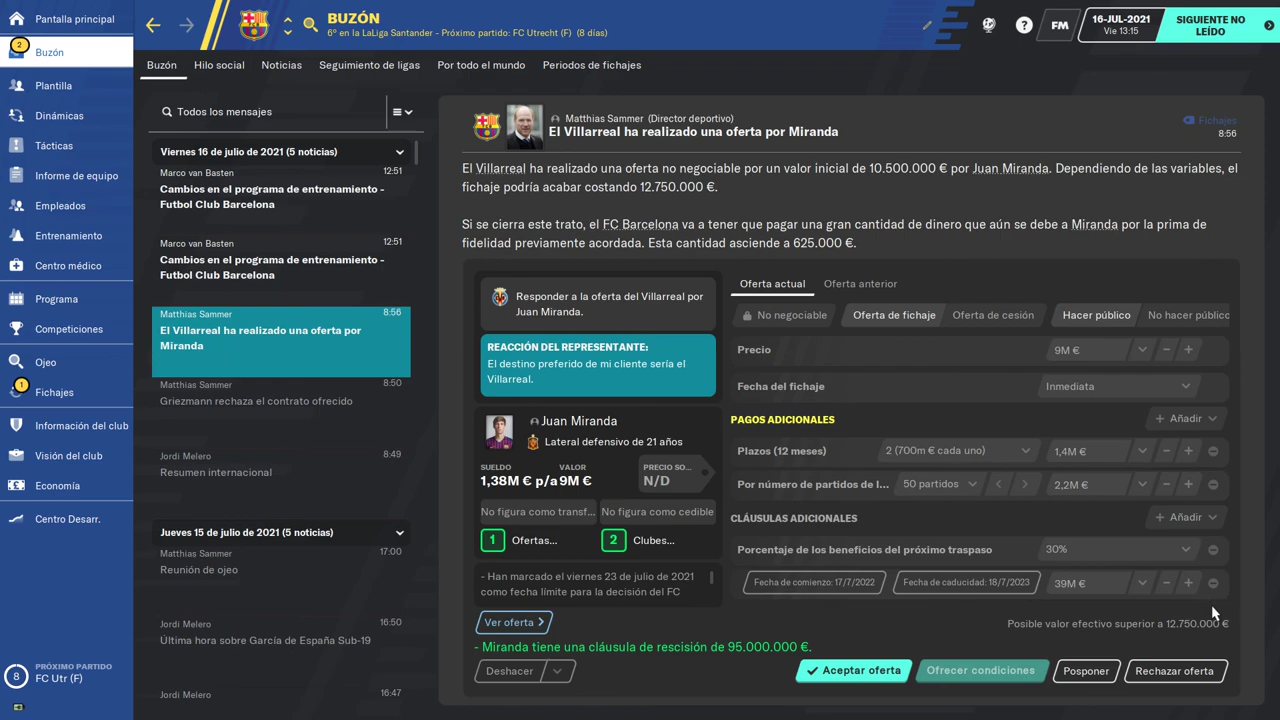 Pantalla principal
2
Buzón
Plantilla
Dinámicas
Tácticas
Informe de equipo
Empleados
Entrenamiento
Centro médico
Programa
Competiciones
Ojeo
1
Fichajes
Información del club
Visión del club
Economía
Centro Desarr.
8
PRÓXIMO PARTIDO
FC Utr (F)
BUZÓN
6º en la LaLiga Santander - Próximo partido: FC Utrecht (F) (8 días)
?
FM
16-JUL-2021
Vie 13:15
SIGUIENTE NO LEÍDO
Buzón
Hilo social
Noticias
Seguimiento de ligas
Por todo el mundo
Periodos de fichajes
Todos los mensajes
Viernes 16 de julio de 2021 (5 noticias)
Marco van Basten 12:51
Cambios en el programa de entrenamiento -
Futbol Club Barcelona
Marco van Basten 12:51
Cambios en el programa de entrenamiento -
Futbol Club Barcelona
Matthias Sammer 8:56
El Villarreal ha realizado una oferta por
Miranda
Matthias Sammer 8:50
Griezmann rechaza el contrato ofrecido
Jordi Melero 8:49
Resumen internacional
Jueves 15 de julio de 2021 (5 noticias)
Matthias Sammer 17:00
Reunión de ojeo
Jordi Melero 16:50
Última hora sobre García de España Sub-19
Jordi Melero 16:47
Matthias Sammer (Director deportivo)
El Villarreal ha realizado una oferta por Miranda
Fichajes
8:56
El Villarreal ha realizado una oferta no negociable por un valor inicial de 10.500.000 € por Juan Miranda. Dependiendo de las variables, el
fichaje podría acabar costando 12.750.000 €.
Si se cierra este trato, el FC Barcelona va a tener que pagar una gran cantidad de dinero que aún se debe a Miranda por la prima de
fidelidad previamente acordada. Esta cantidad asciende a 625.000 €.
Responder a la oferta del Villarreal por
Juan Miranda.
REACCIÓN DEL REPRESENTANTE:
El destino preferido de mi cliente sería el
Villarreal.
Juan Miranda
Lateral defensivo de 21 años
SUELDO VALOR PRECIO SO...
1,38M € p/a 9M € N/D
No figura como transf... No figura como cedible
1 Ofertas... 2 Clubes...
- Han marcado el viernes 23 de julio de 2021
como fecha límite para la decisión del FC
Ver oferta
- Miranda tiene una cláusula de rescisión de 95.000.000 €.
Deshacer
Oferta actual Oferta anterior
No negociable Oferta de fichaje Oferta de cesión Hacer público No hacer público
Precio 9M €
Fecha del fichaje Inmediata
PAGOS ADICIONALES + Añadir
Plazos (12 meses) 2 (700m € cada uno) 1,4M €
Por número de partidos de l... 50 partidos 2,2M €
CLÁUSULAS ADICIONALES + Añadir
Porcentaje de los beneficios del próximo traspaso 30%
Fecha de comienzo: 17/7/2022 Fecha de caducidad: 18/7/2023 39M €
Posible valor efectivo superior a 12.750.000 €
Aceptar oferta Ofrecer condiciones Posponer Rechazar oferta